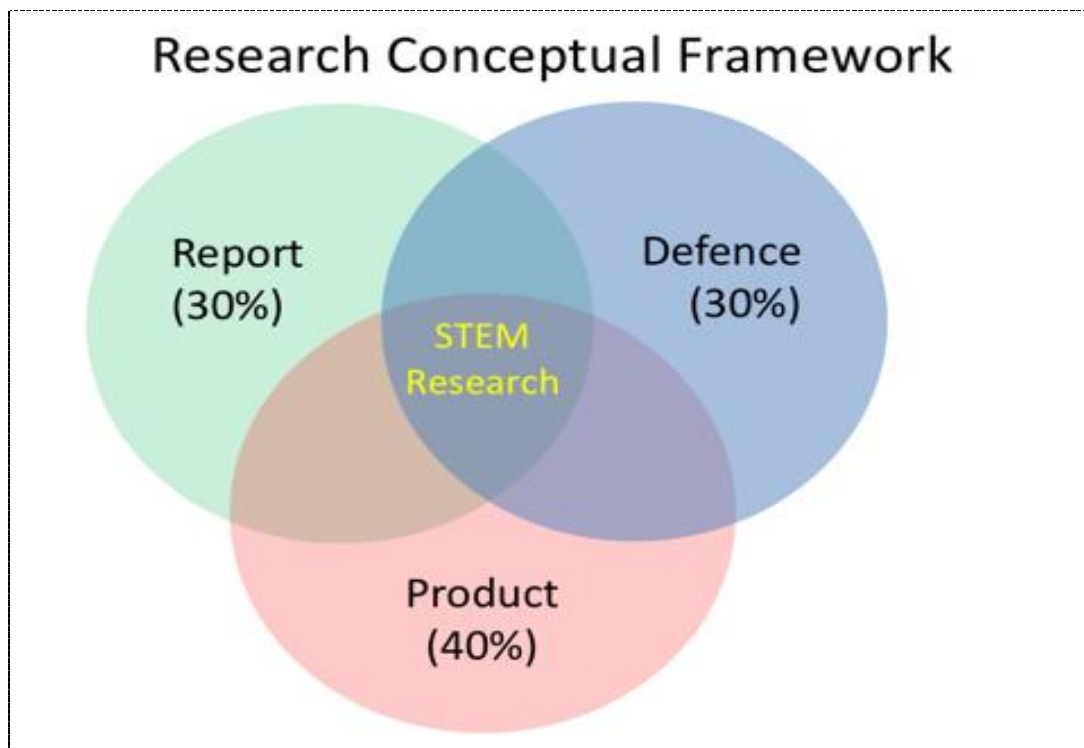 Research Conceptual Framework
Report
(30%)
Defence
(30%)
STEM
Research
Product
(40%)